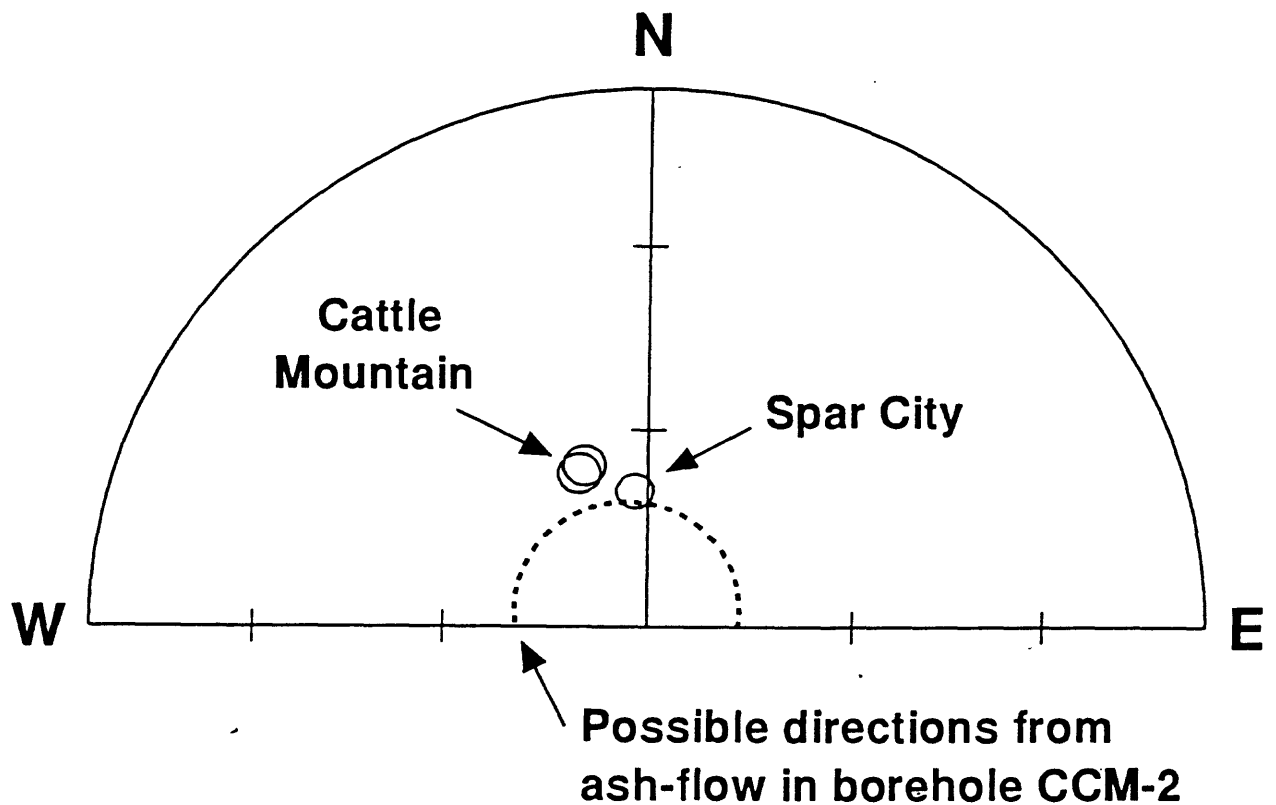 N
Cattle
Mountain
Spar City
W
E
Possible directions from
ash-flow in borehole CCM-2